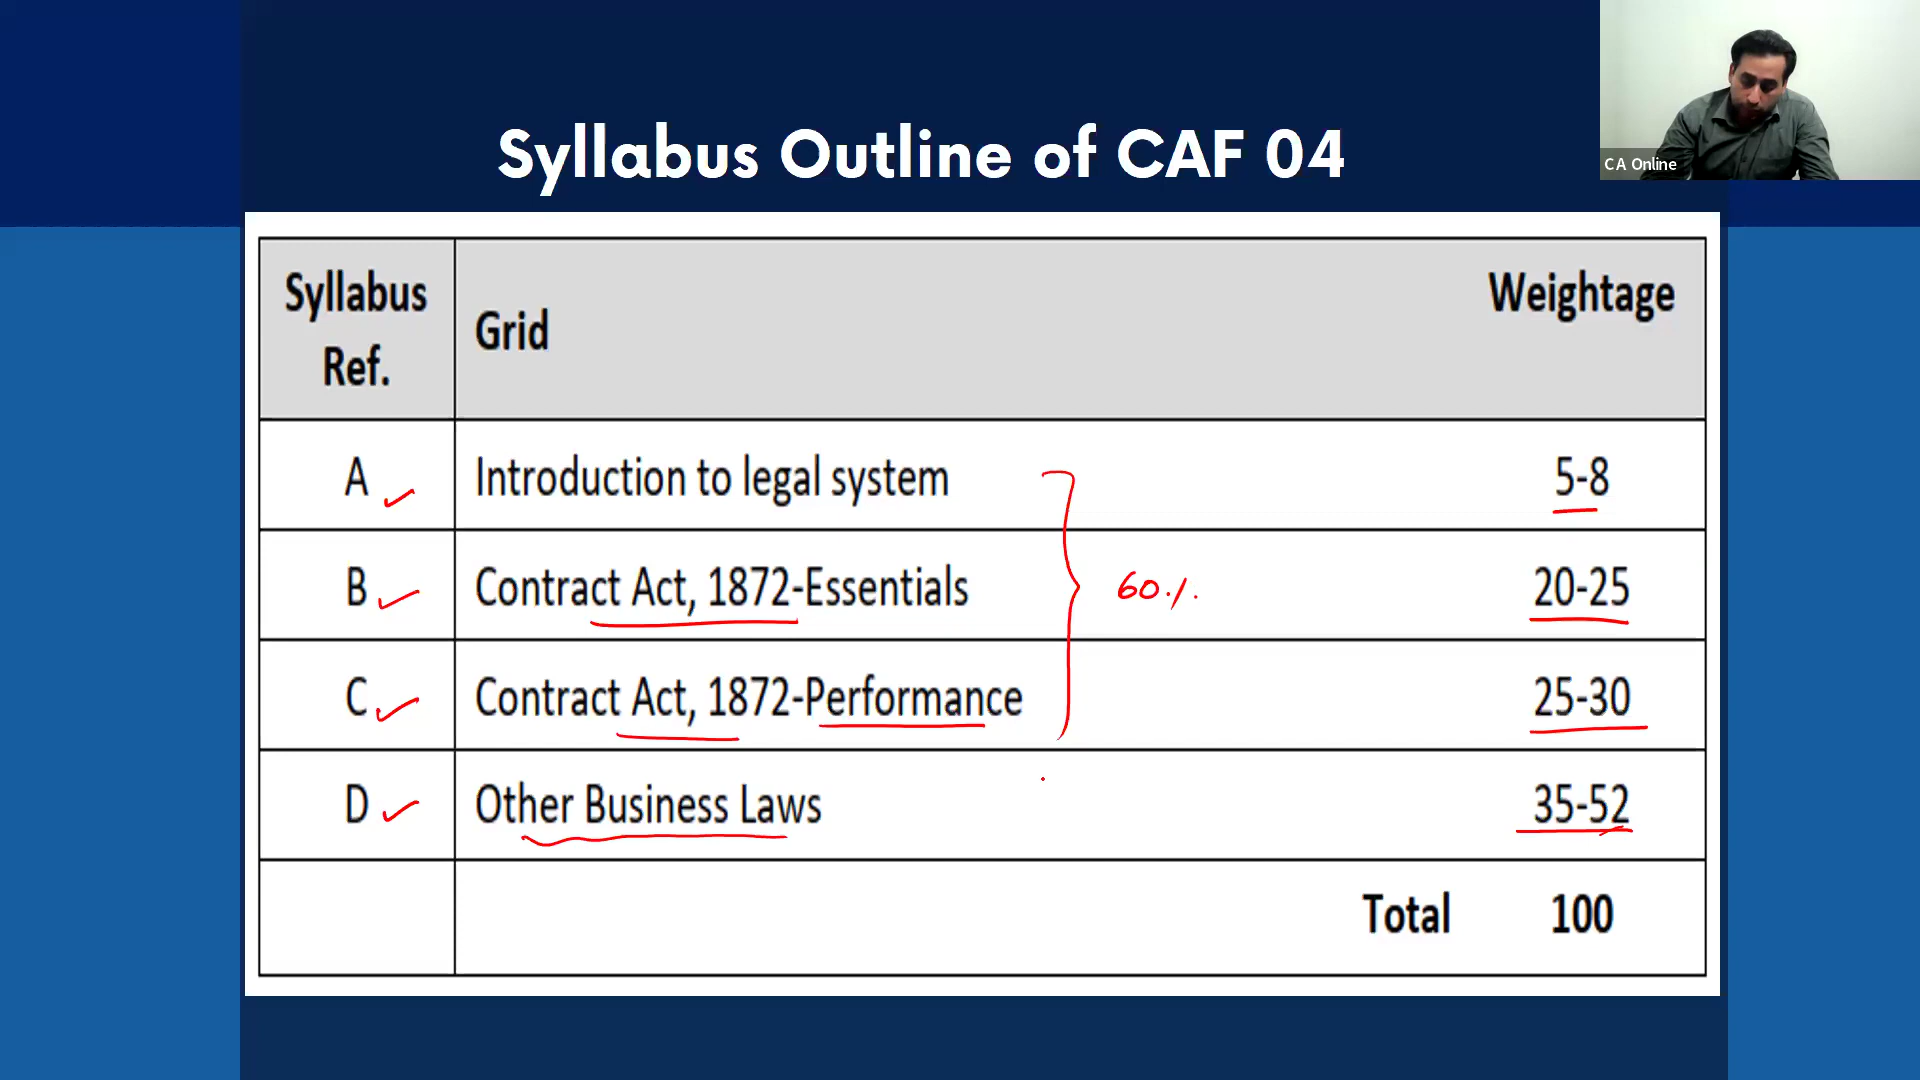 Syllabus Outline of CAF 04
CA Online
Syllabus Ref. Grid Weightage
A Introduction to legal system 5-8
B Contract Act, 1872-Essentials 20-25
60%
C Contract Act, 1872-Performance 25-30
D Other Business Laws 35-52
Total 100